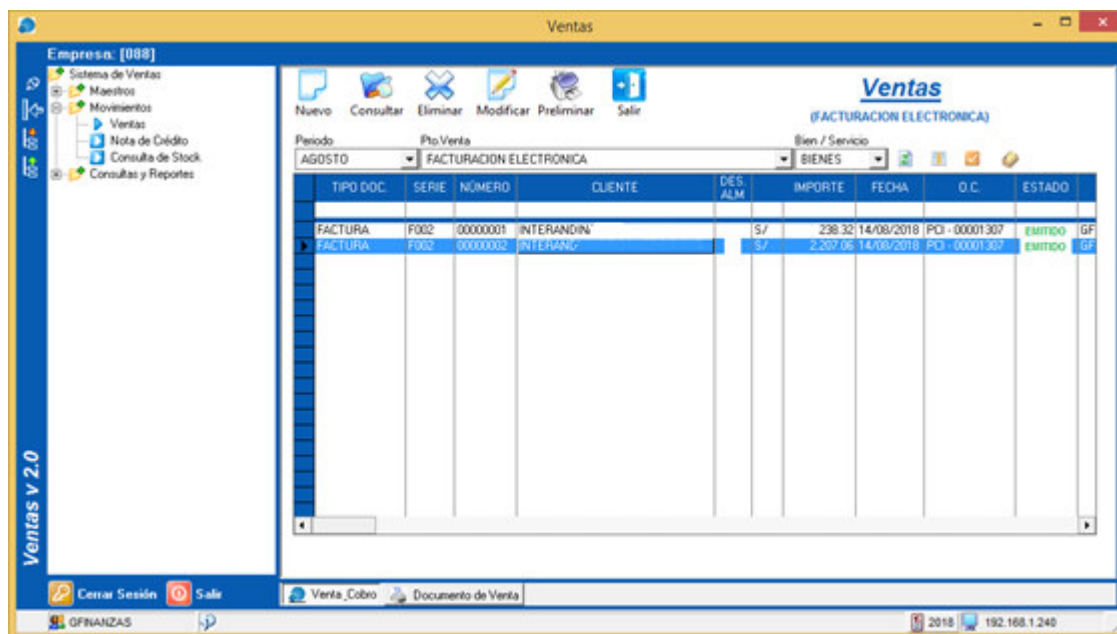 Ventas
Empresa: [088]
Sistema de Ventas
Maestros
Movimientos
Ventas
Nota de Crédito
Consulta de Stock
Consultas y Reportes
Nuevo Consultar Eliminar Modificar Preliminar Salir
Ventas
(FACTURACION ELECTRONICA)
Periodo Pto.Venta Bien / Servicio
AGOSTO FACTURACION ELECTRONICA BIENES
TIPO DOC. SERIE NÚMERO CLIENTE DES. ALM IMPORTE FECHA O.C. ESTADO
FACTURA F002 00000001 INTERANDIN S/ 238.32 14/08/2018 PCI - 00001307 EMITIDO GF
FACTURA F002 00000002 INTERAND S/ 2,207.06 14/08/2018 PCI - 00001307 EMITIDO GF
Ventas v 2.0
Cerrar Sesión Salir
Venta_Cobro Documento de Venta
GFINANZAS 2018 192.168.1.240